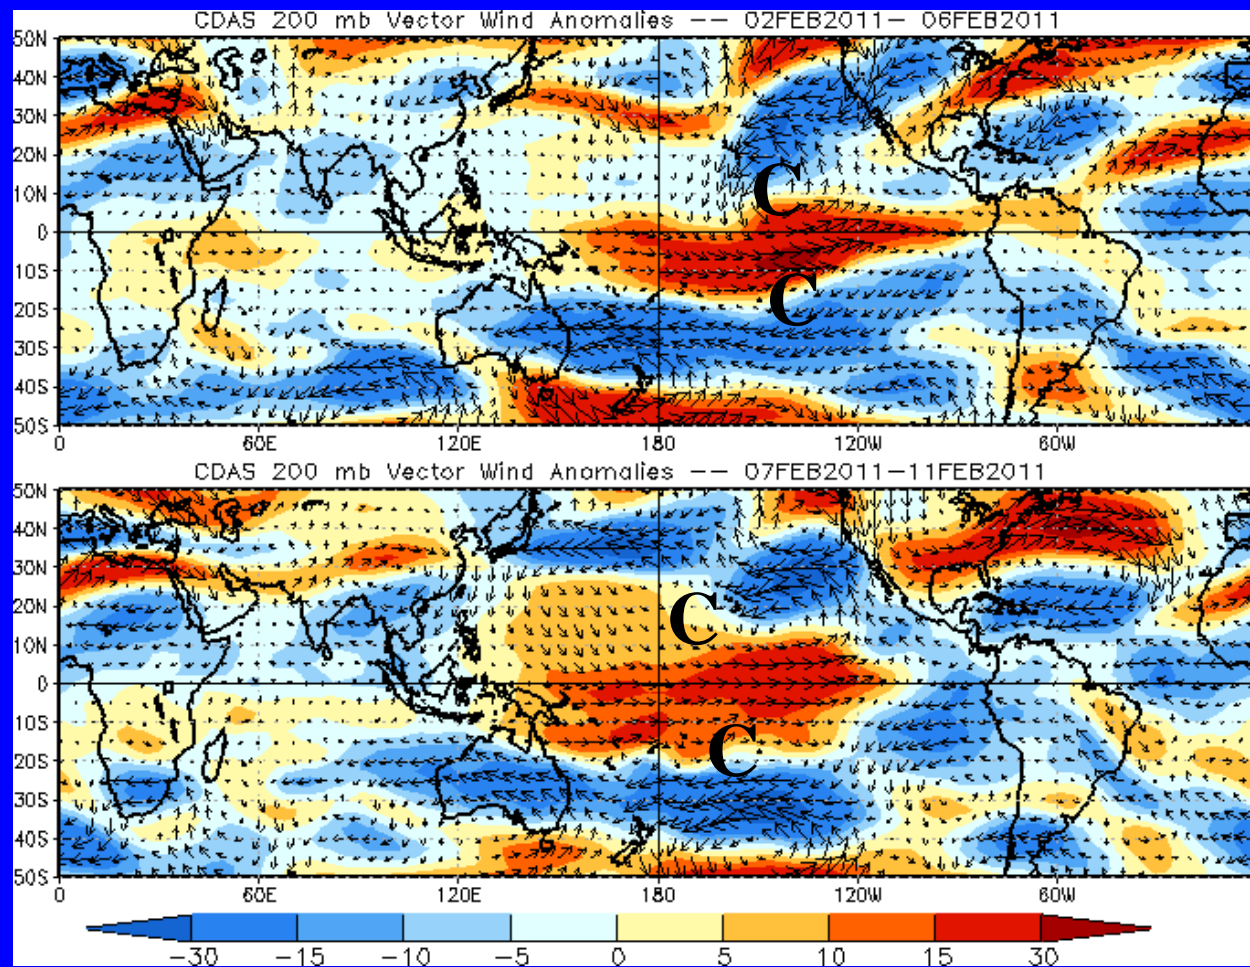 CDAS 200 mb Vector Wind Anomalies -- 02FEB2011- 06FEB2011
50N
40N
30N
20N
10N
0
10S
20S
30S
40S
50S
C
C
0 60E 120E 180 120W 60W
CDAS 200 mb Vector Wind Anomalies -- 07FEB2011-11FEB2011
50N
40N
30N
20N
10N
0
10S
20S
30S
40S
50S
C
C
0 60E 120E 180 120W 60W
-30 -15 -10 -5 0 5 10 15 30